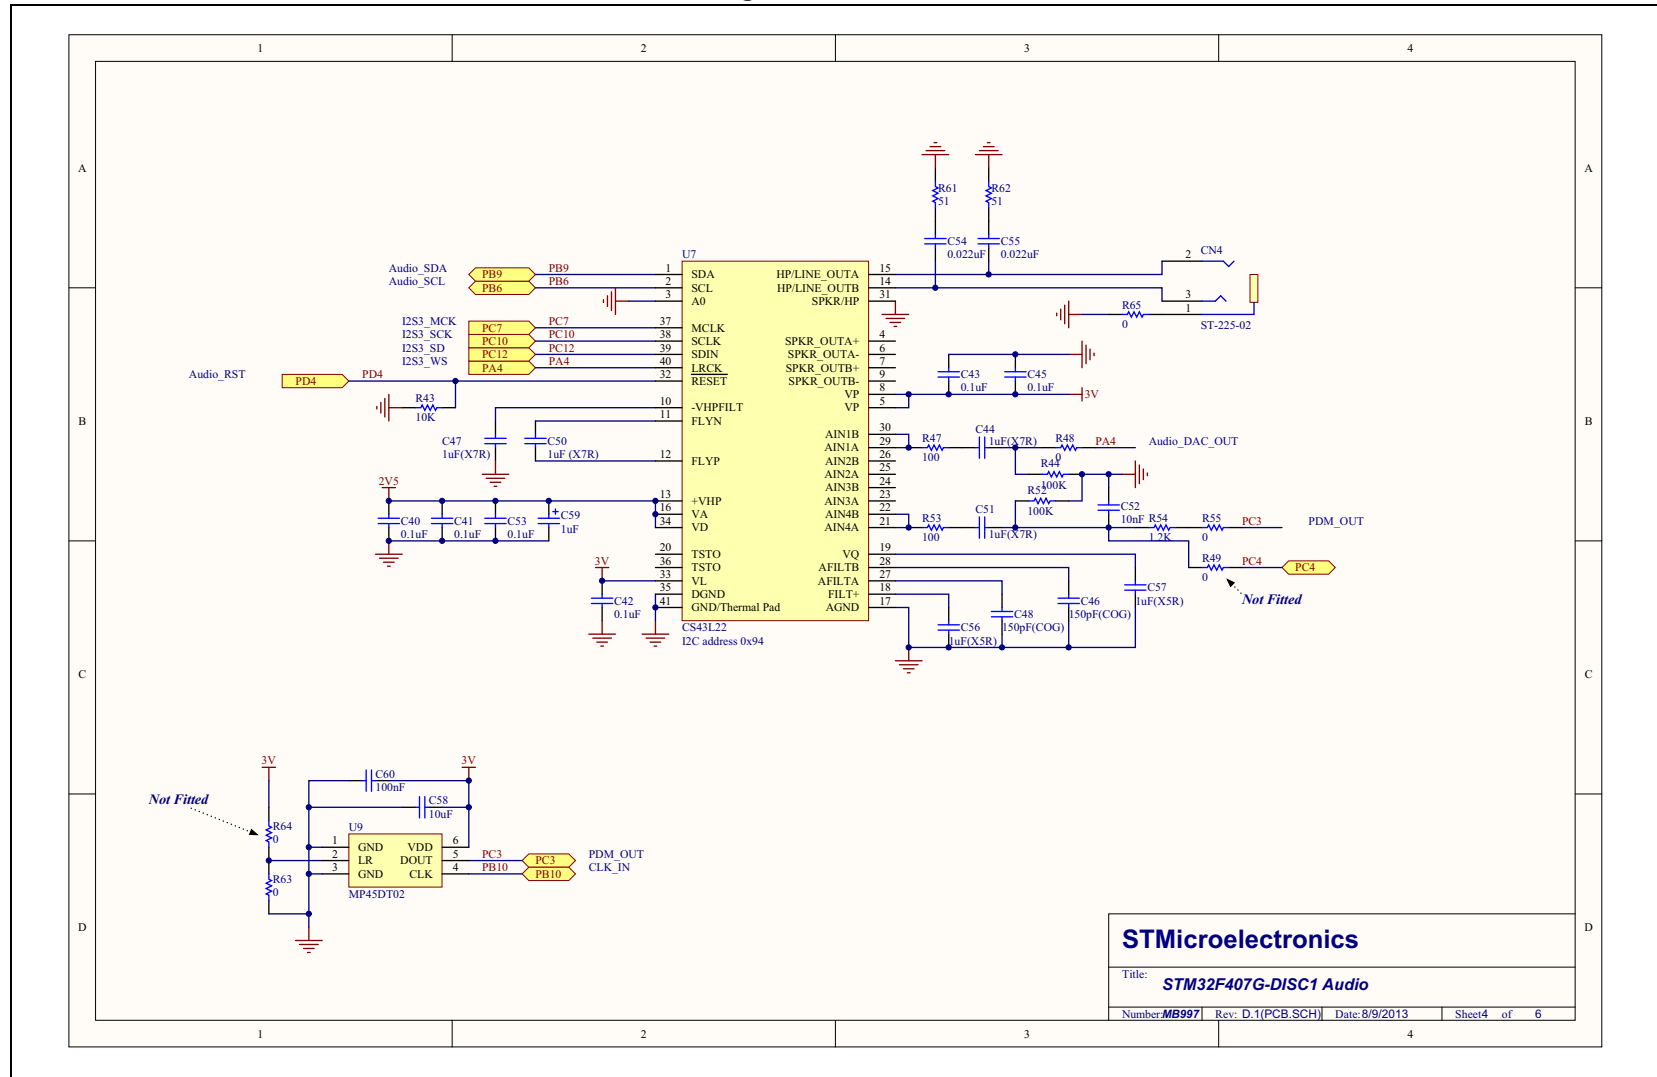 1 2 3 4
A A
B B
C C
D D
R61
51
R62
51
C54
0.022uF
C55
0.022uF
CN4
2
3
1
ST-225-02
R65
0
U7
Audio_SDA PB9 PB9 1 SDA
Audio_SCL PB6 PB6 2 SCL
3 A0
I2S3_MCK PC7 PC7 37 MCLK
I2S3_SCK PC10 PC10 38 SCLK
I2S3_SD PC12 PC12 39 SDIN
I2S3_WS PA4 PA4 40 LRCK
Audio_RST PD4 PD4 32 RESET
R43
10K
10 -VHPFILT
11 FLYN
C47
1uF(X7R)
C50
1uF (X7R)
12 FLYP
2V5
13 +VHP
16 VA
34 VD
C40
0.1uF
C41
0.1uF
C53
0.1uF
+
C59
1uF
20 TSTO
36 TSTO
3V
33 VL
35 DGND
41 GND/Thermal Pad
C42
0.1uF
CS43L22
I2C address 0x94
HP/LINE_OUTA 15
HP/LINE_OUTB 14
SPKR/HP 31
SPKR_OUTA+ 4
SPKR_OUTA- 6
SPKR_OUTB+ 7
SPKR_OUTB- 9
VP 8
VP 5
C43
0.1uF
C45
0.1uF
3V
AIN1B 30
AIN1A 29
AIN2B 26
AIN2A 25
AIN3B 24
AIN3A 23
AIN4B 22
AIN4A 21
R47
100
C44
1uF(X7R)
R48
0
PA4 Audio_DAC_OUT
R44
100K
R52
100K
C52
10nF
R53
100
C51
1uF(X7R)
R54
1.2K
R55
0
PC3 PDM_OUT
R49
0
PC4 PC4
Not Fitted
VQ 19
AFILTB 28
AFILTA 27
FILT+ 18
AGND 17
C57
1uF(X5R)
C46
150pF(COG)
C48
150pF(COG)
C56
1uF(X5R)
3V 3V
C60
100nF
C58
10uF
Not Fitted
R64
0
R63
0
U9
1 GND VDD 6
2 LR DOUT 5 PC3 PC3 PDM_OUT
3 GND CLK 4 PB10 PB10 CLK_IN
MP45DT02
STMicroelectronics
Title: STM32F407G-DISC1 Audio
Number:MB997 Rev: D.1(PCB.SCH) Date:8/9/2013 Sheet4 of 6
1 2 3 4